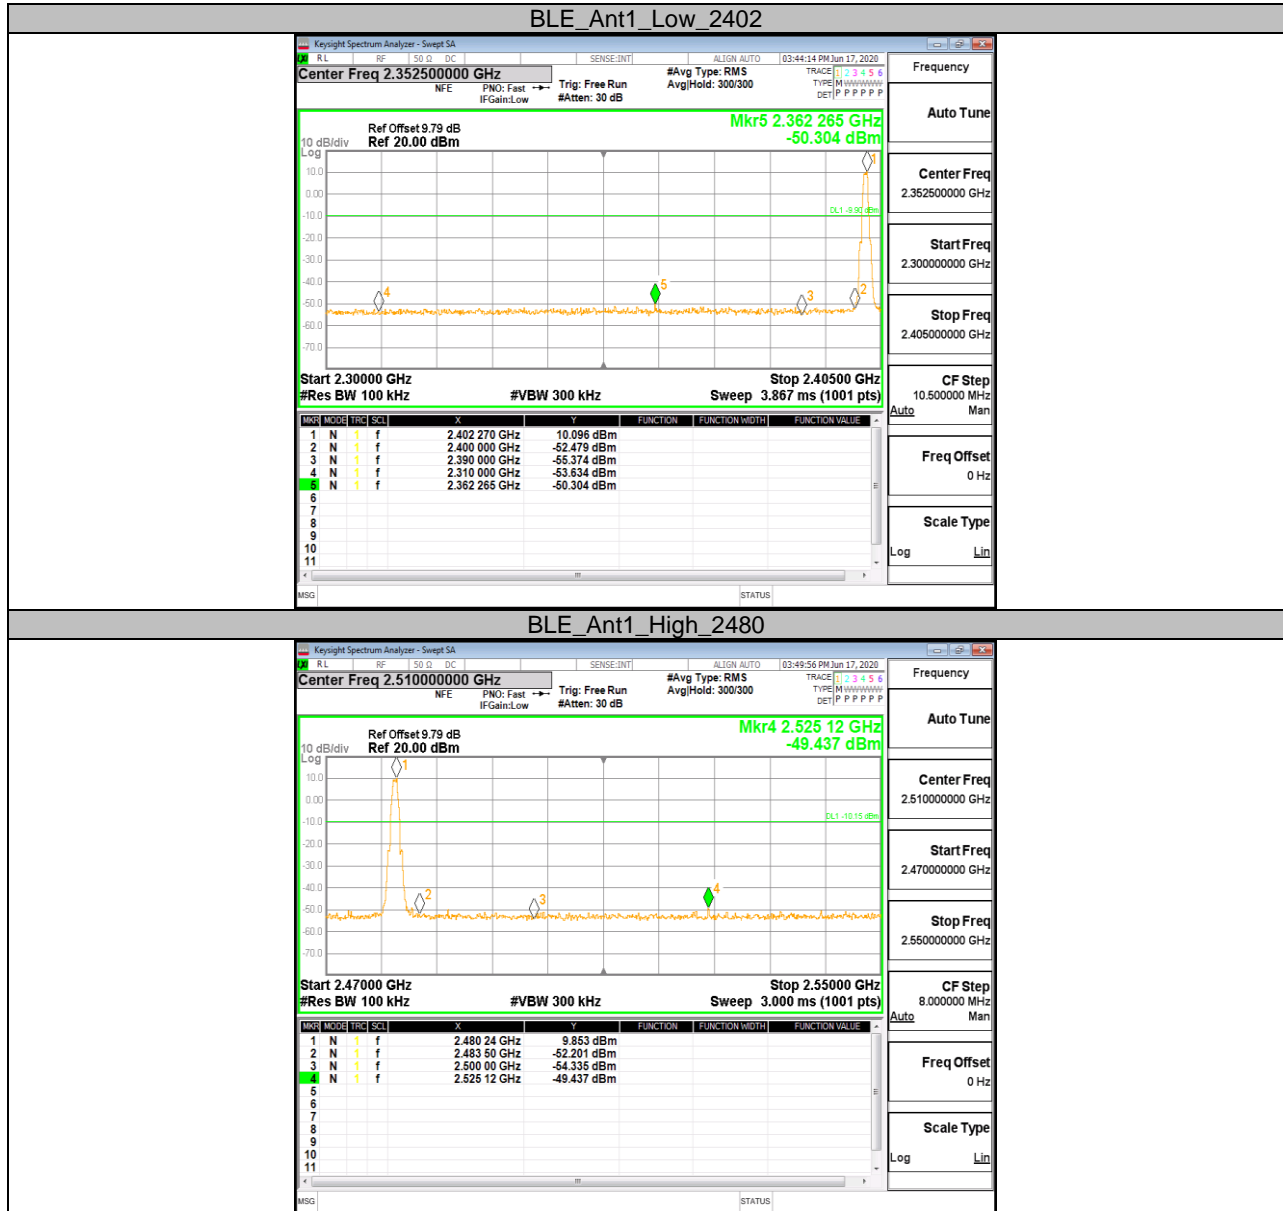 BLE_Ant1_Low_2402
Keysight Spectrum Analyzer - Swept SA
LXI RL RF 50 Ω DC SENSE:INT ALIGN AUTO 03:44:14 PM Jun 17, 2020
Center Freq 2.352500000 GHz
NFE PNO: Fast Trig: Free Run #Avg Type: RMS TRACE 1 2 3 4 5 6
IFGain:Low #Atten: 30 dB Avg|Hold: 300/300 TYPE M WWWWW
DET P P P P P P
Frequency
Auto Tune
Center Freq
2.352500000 GHz
Start Freq
2.300000000 GHz
Stop Freq
2.405000000 GHz
CF Step
10.500000 MHz
Auto Man
Freq Offset
0 Hz
Scale Type
Log Lin
Mkr5 2.362 265 GHz
-50.304 dBm
Ref Offset 9.79 dB
10 dB/div Ref 20.00 dBm
Log
10.0
0.00
-10.0
-20.0
-30.0
-40.0
-50.0
-60.0
-70.0
DL1 -9.90 dBm
1
2
3
4
5
Start 2.30000 GHz Stop 2.40500 GHz
#Res BW 100 kHz #VBW 300 kHz Sweep 3.867 ms (1001 pts)
MKR MODE TRC SCL X Y FUNCTION FUNCTION WIDTH FUNCTION VALUE
1 N 1 f 2.402 270 GHz 10.096 dBm
2 N 1 f 2.400 000 GHz -52.479 dBm
3 N 1 f 2.390 000 GHz -55.374 dBm
4 N 1 f 2.310 000 GHz -53.634 dBm
5 N 1 f 2.362 265 GHz -50.304 dBm
6
7
8
9
10
11
MSG STATUS
BLE_Ant1_High_2480
Keysight Spectrum Analyzer - Swept SA
LXI RL RF 50 Ω DC SENSE:INT ALIGN AUTO 03:49:56 PM Jun 17, 2020
Center Freq 2.510000000 GHz
NFE PNO: Fast Trig: Free Run #Avg Type: RMS TRACE 1 2 3 4 5 6
IFGain:Low #Atten: 30 dB Avg|Hold: 300/300 TYPE M WWWWW
DET P P P P P P
Frequency
Auto Tune
Center Freq
2.510000000 GHz
Start Freq
2.470000000 GHz
Stop Freq
2.550000000 GHz
CF Step
8.000000 MHz
Auto Man
Freq Offset
0 Hz
Scale Type
Log Lin
Mkr4 2.525 12 GHz
-49.437 dBm
Ref Offset 9.79 dB
10 dB/div Ref 20.00 dBm
Log
10.0
0.00
-10.0
-20.0
-30.0
-40.0
-50.0
-60.0
-70.0
DL1 -10.15 dBm
1
2
3
4
Start 2.47000 GHz Stop 2.55000 GHz
#Res BW 100 kHz #VBW 300 kHz Sweep 3.000 ms (1001 pts)
MKR MODE TRC SCL X Y FUNCTION FUNCTION WIDTH FUNCTION VALUE
1 N 1 f 2.480 24 GHz 9.853 dBm
2 N 1 f 2.483 50 GHz -52.201 dBm
3 N 1 f 2.500 00 GHz -54.335 dBm
4 N 1 f 2.525 12 GHz -49.437 dBm
5
6
7
8
9
10
11
MSG STATUS